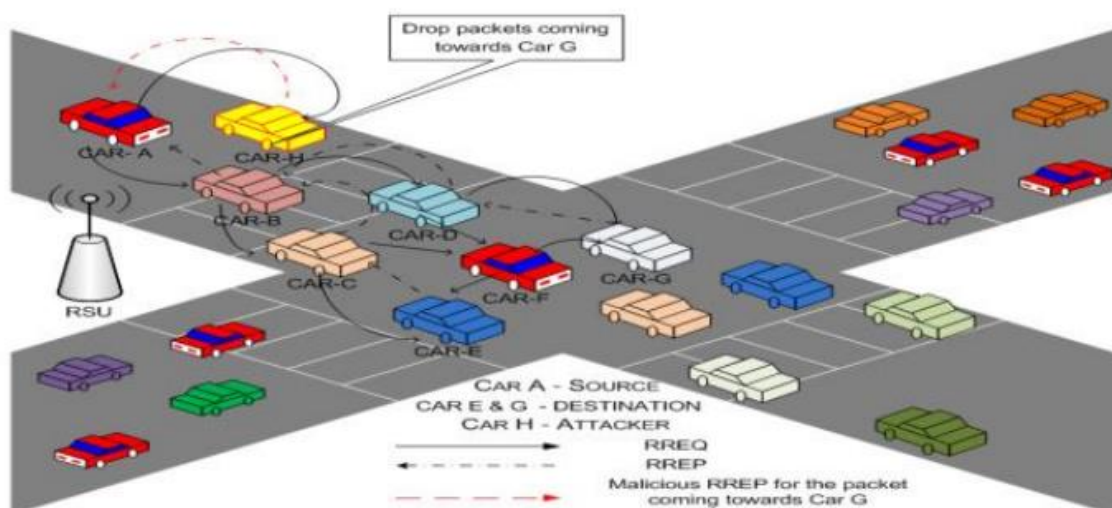 Drop packets coming
towards Car G
CAR- A
CAR-H
CAR-B
CAR-D
CAR-C
CAR-G
CAR-F
RSU
CAR-E
CAR A - SOURCE
CAR E & G - DESTINATION
CAR H - ATTACKER
RREQ
RREP
Malicious RREP for the packet
coming towards Car G